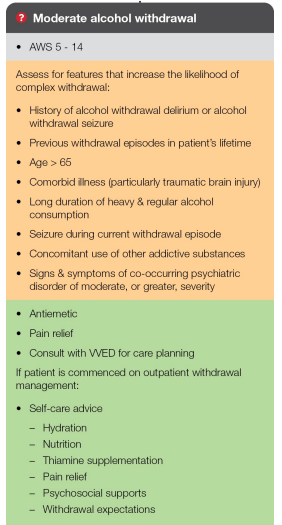 ? Moderate alcohol withdrawal
• AWS 5 - 14
Assess for features that increase the likelihood of
complex withdrawal:
• History of alcohol withdrawal delirium or alcohol
withdrawal seizure
• Previous withdrawal episodes in patient's lifetime
• Age > 65
• Comorbid illness (particularly traumatic brain injury)
• Long duration of heavy & regular alcohol
consumption
• Seizure during current withdrawal episode
• Concomitant use of other addictive substances
• Signs & symptoms of co-occurring psychiatric
disorder of moderate, or greater, severity
• Antiemetic
• Pain relief
• Consult with VVED for care planning
If patient is commenced on outpatient withdrawal
management:
• Self-care advice
– Hydration
– Nutrition
– Thiamine supplementation
– Pain relief
– Psychosocial supports
– Withdrawal expectations